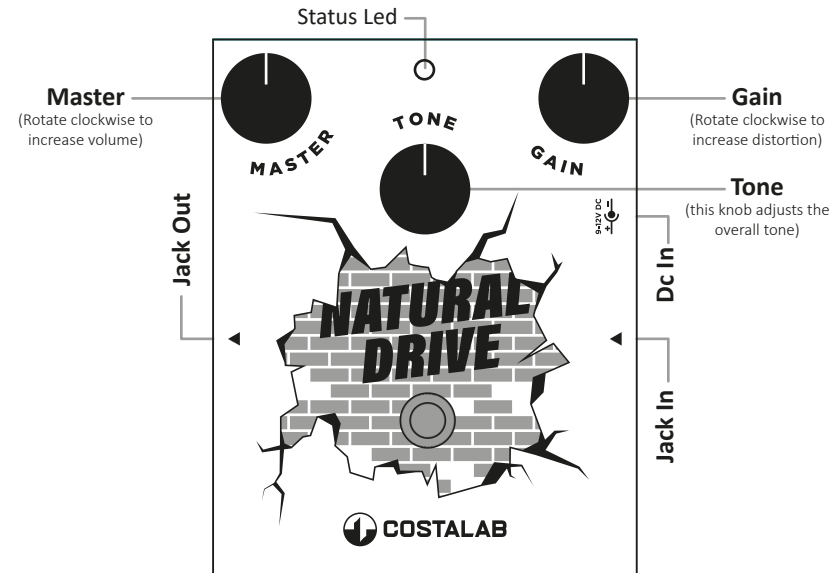 Status Led
Master
(Rotate clockwise to
increase volume)
Gain
(Rotate clockwise to
increase distortion)
MASTER
TONE
GAIN
Tone
(this knob adjusts the
overall tone)
9-12V DC
- +
Jack Out
Dc In
NATURAL
DRIVE
Jack In
COSTALAB